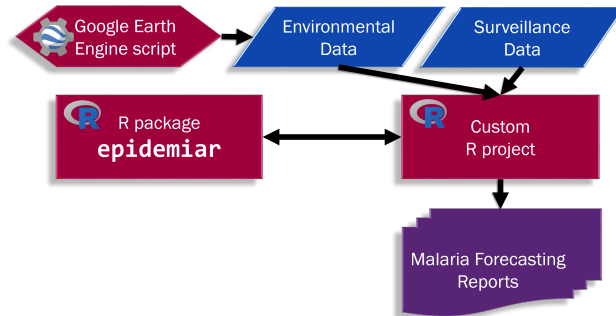 Google Earth
Engine script
Environmental
Data
Surveillance
Data
R
R package
epidemiar
R
Custom
R project
Malaria Forecasting
Reports